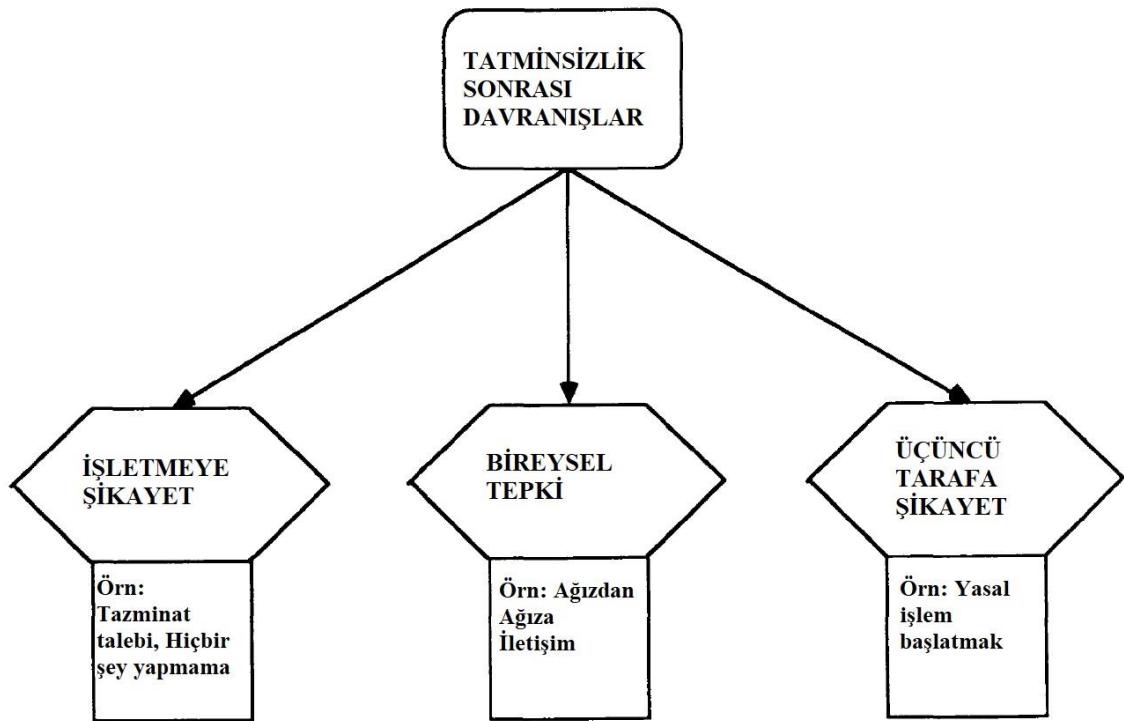 TATMİNSİZLİK
SONRASI
DAVRANIŞLAR
İŞLETMEYE
ŞİKAYET
Örn:
Tazminat
talebi, Hiçbir
şey yapmama
BİREYSEL
TEPKİ
Örn: Ağızdan
Ağıza
İletişim
ÜÇÜNCÜ
TARAFA
ŞİKAYET
Örn: Yasal
işlem
başlatmak